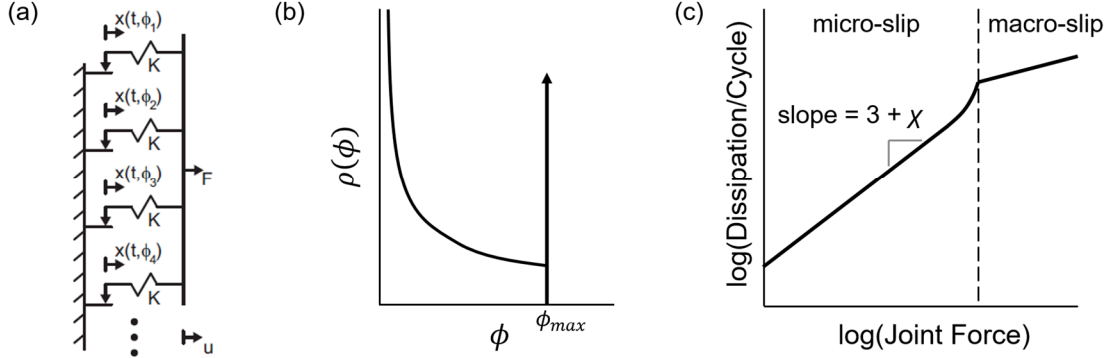 (a)
x(t,ϕ₁)
K
x(t,ϕ₂)
K
x(t,ϕ₃)
F
K
x(t,ϕ₄)
K
u
(b)
ρ(ϕ)
ϕ
ϕₘₐₓ
(c)
micro-slip
macro-slip
slope = 3 + χ
log(Dissipation/Cycle)
log(Joint Force)